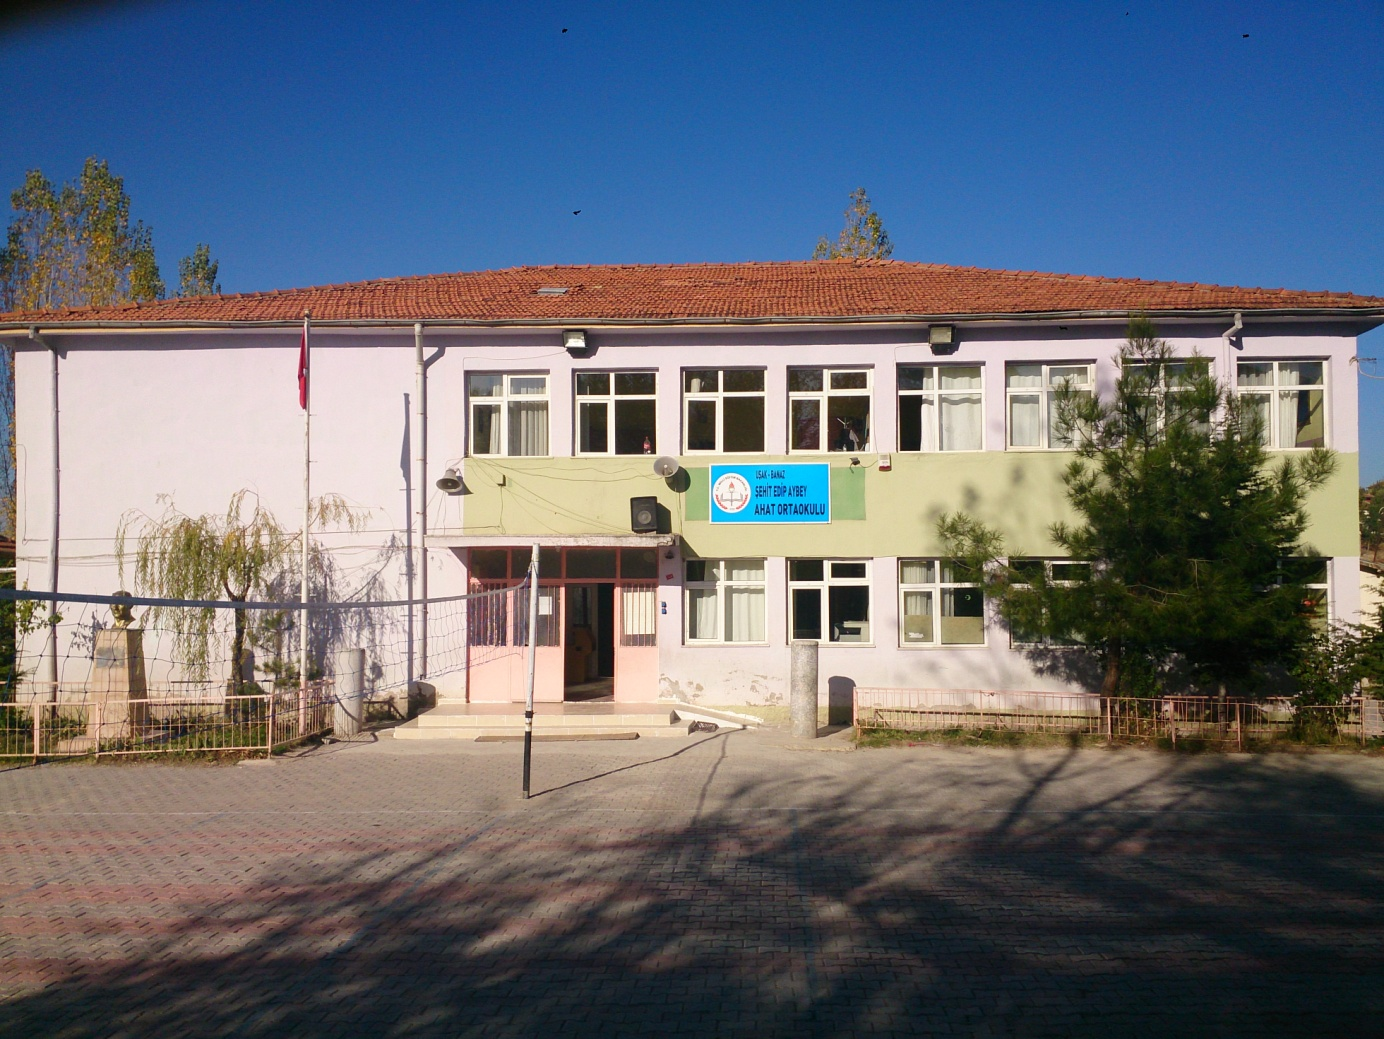 UŞAK - BANAZ
ŞEHİT EDİP AYBEY
AHAT ORTAOKULU